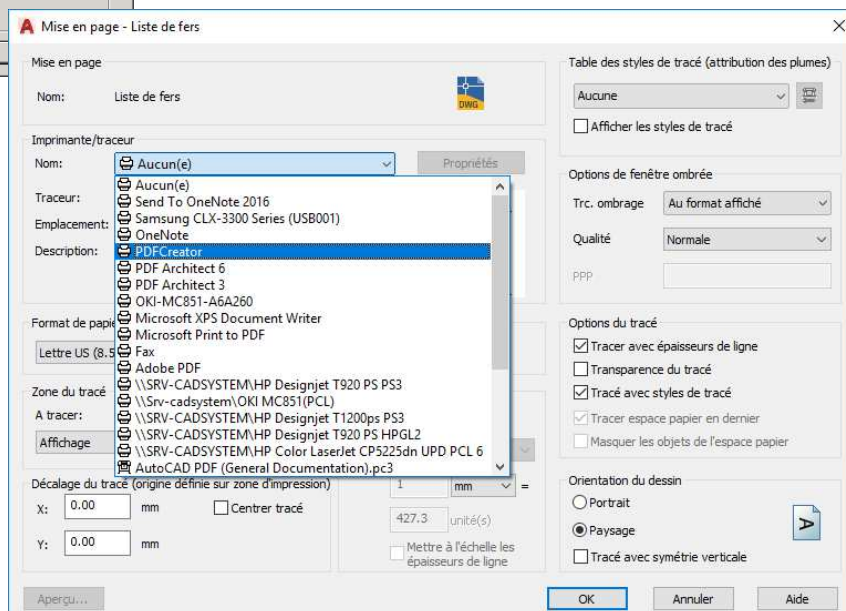 Mise en page - Liste de fers
Mise en page
Nom: Liste de fers
DWG
Imprimante/traceur
Nom: Aucun(e) Propriétés
Traceur:
Emplacement:
Description:
Aucun(e)
Send To OneNote 2016
Samsung CLX-3300 Series (USB001)
OneNote
PDFCreator
PDF Architect 6
PDF Architect 3
OKI-MC851-A6A260
Microsoft XPS Document Writer
Microsoft Print to PDF
Fax
Adobe PDF
\\SRV-CADSYSTEM\HP Designjet T920 PS PS3
\\Srv-cadsystem\OKI MC851(PCL)
\\SRV-CADSYSTEM\HP Designjet T1200ps PS3
\\SRV-CADSYSTEM\HP Designjet T920 PS HPGL2
\\SRV-CADSYSTEM\HP Color LaserJet CP5225dn UPD PCL 6
AutoCAD PDF (General Documentation).pc3
Format de papie
Lettre US (8.5
Zone du tracé
A tracer:
Affichage
Décalage du tracé (origine définie sur zone d'impression)
X: 0.00 mm Centrer tracé
Y: 0.00 mm
1 mm =
427.3 unité(s)
Mettre à l'échelle les
épaisseurs de ligne
Table des styles de tracé (attribution des plumes)
Aucune
Afficher les styles de tracé
Options de fenêtre ombrée
Trc. ombrage Au format affiché
Qualité Normale
PPP
Options du tracé
Tracer avec épaisseurs de ligne
Transparence du tracé
Tracé avec styles de tracé
Tracer espace papier en dernier
Masquer les objets de l'espace papier
Orientation du dessin
Portrait
Paysage
A
Tracé avec symétrie verticale
Aperçu... OK Annuler Aide